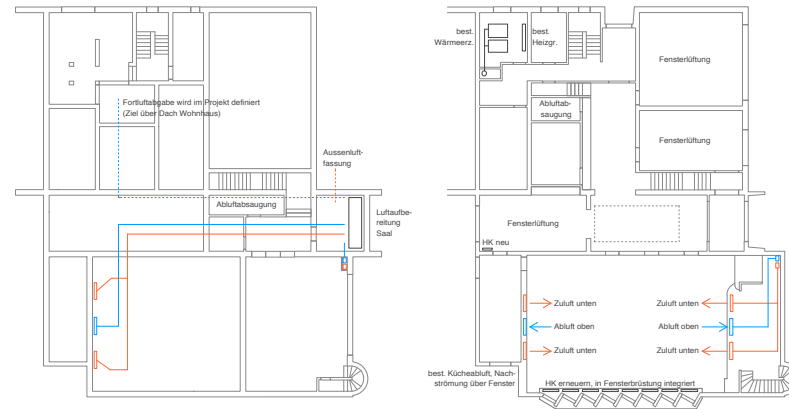 Fortluftabgabe wird im Projekt definiert
(Ziel über Dach Wohnhaus)
Aussenluft-
fassung
Abluftabsaugung
Luftaufbe-
reitung
Saal
best.
Wärmeerz.
best.
Heizgr.
Fensterlüftung
Abluftab-
saugung
Fensterlüftung
Fensterlüftung
HK neu
Zuluft unten
Zuluft unten
Abluft oben
Abluft oben
Zuluft unten
Zuluft unten
best. Kücheabluft, Nach-
strömung über Fenster
HK erneuern, in Fensterbrüstung integriert